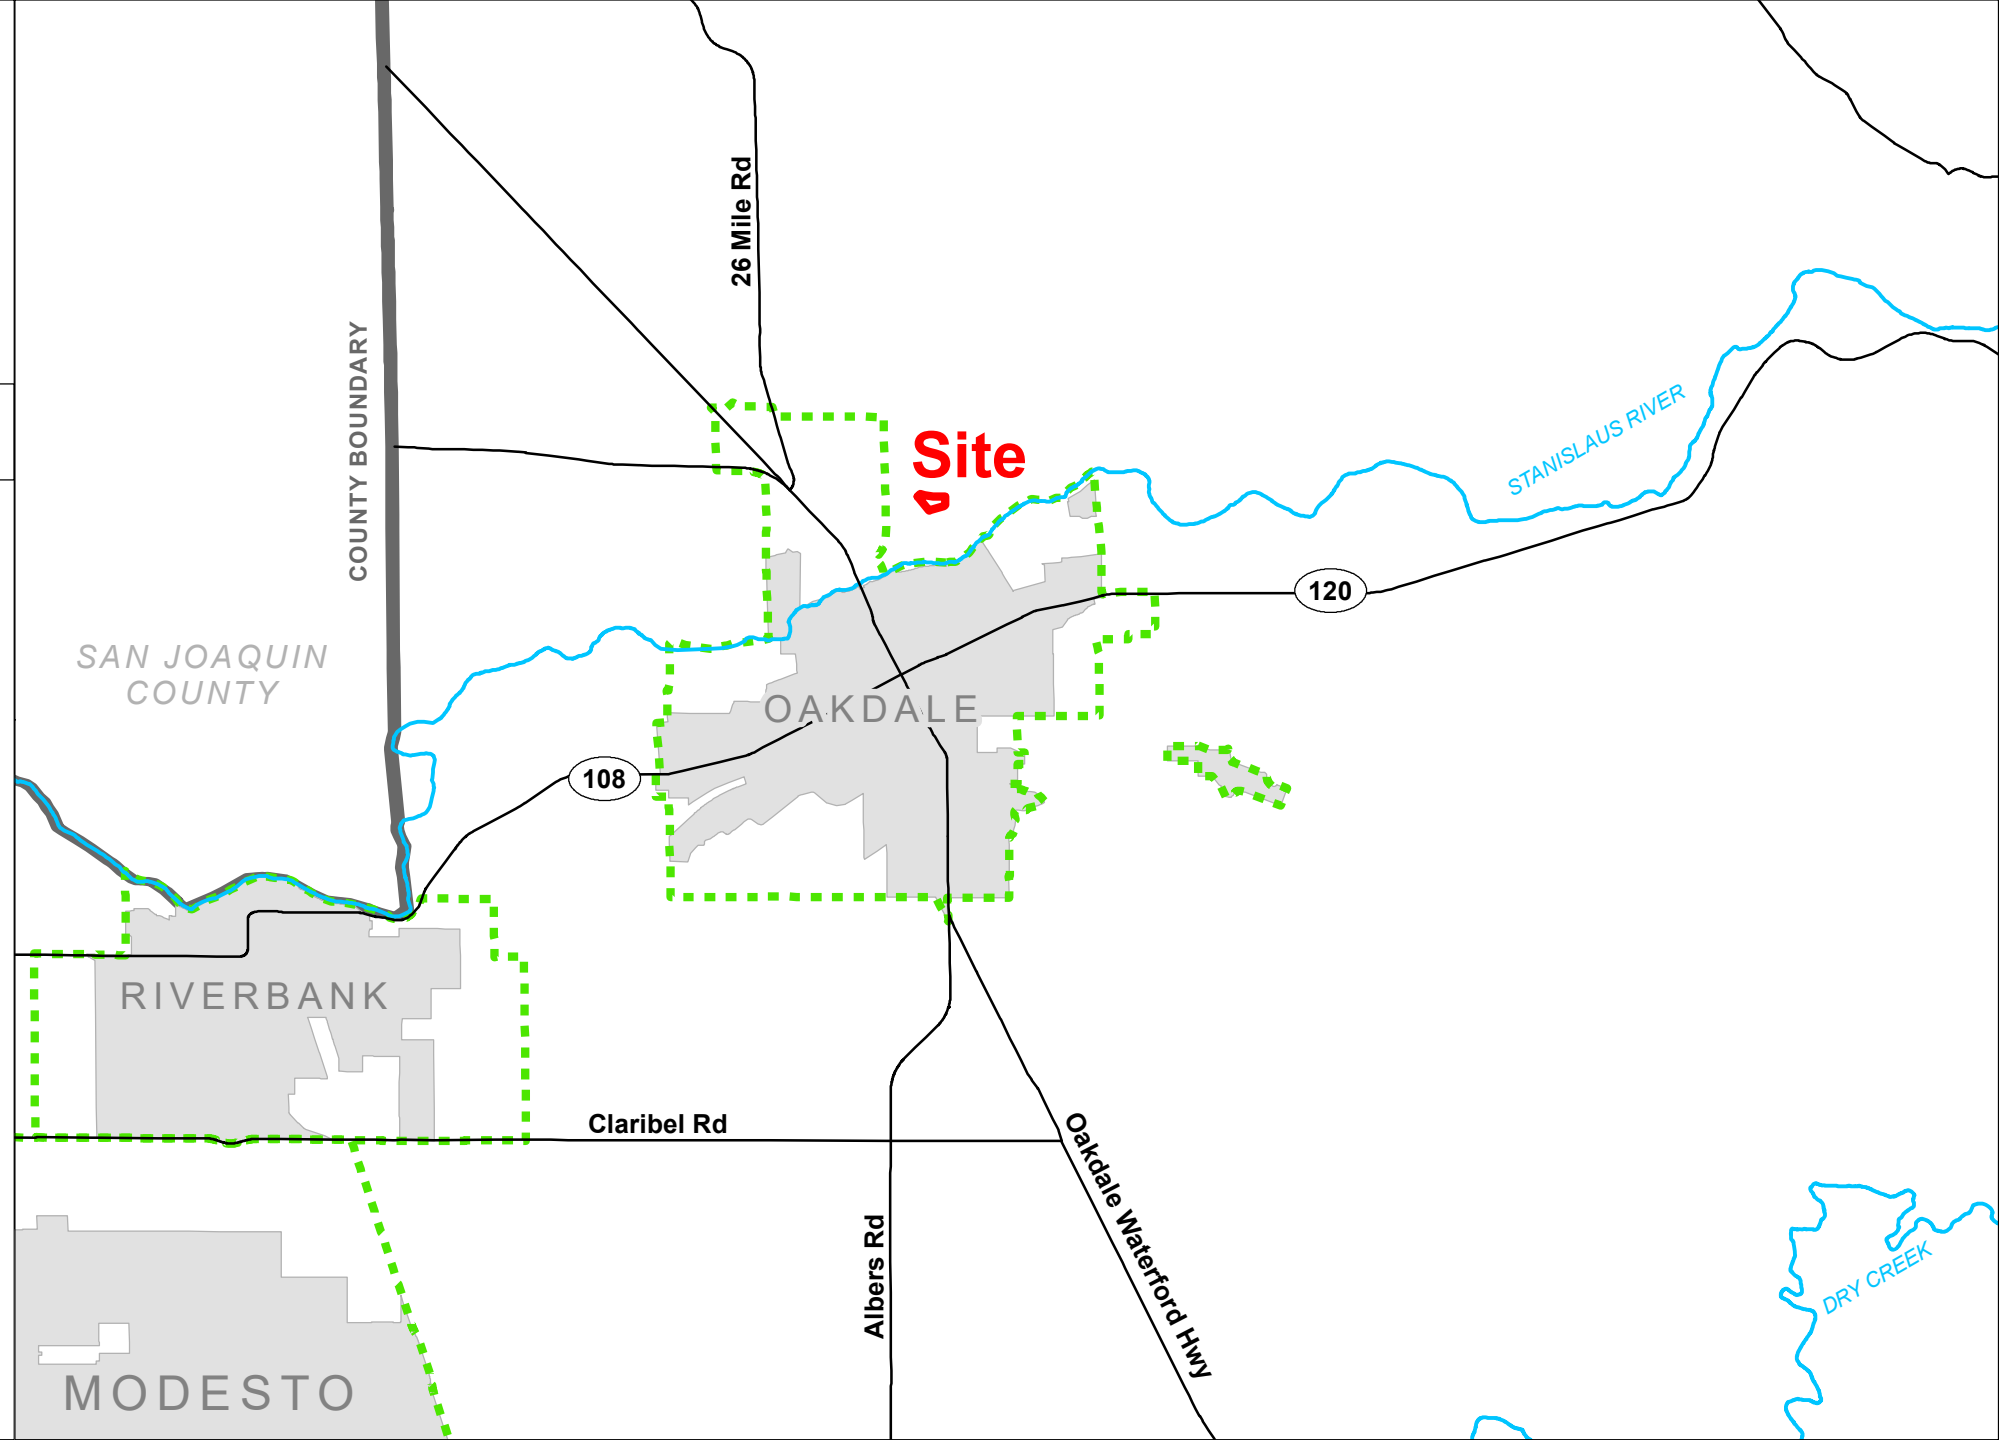 26 Mile Rd
COUNTY BOUNDARY
Site
STANISLAUS RIVER
120
SAN JOAQUIN
COUNTY
OAKDALE
108
RIVERBANK
Claribel Rd
Oakdale Waterford Hwy
Albers Rd
DRY CREEK
MODESTO